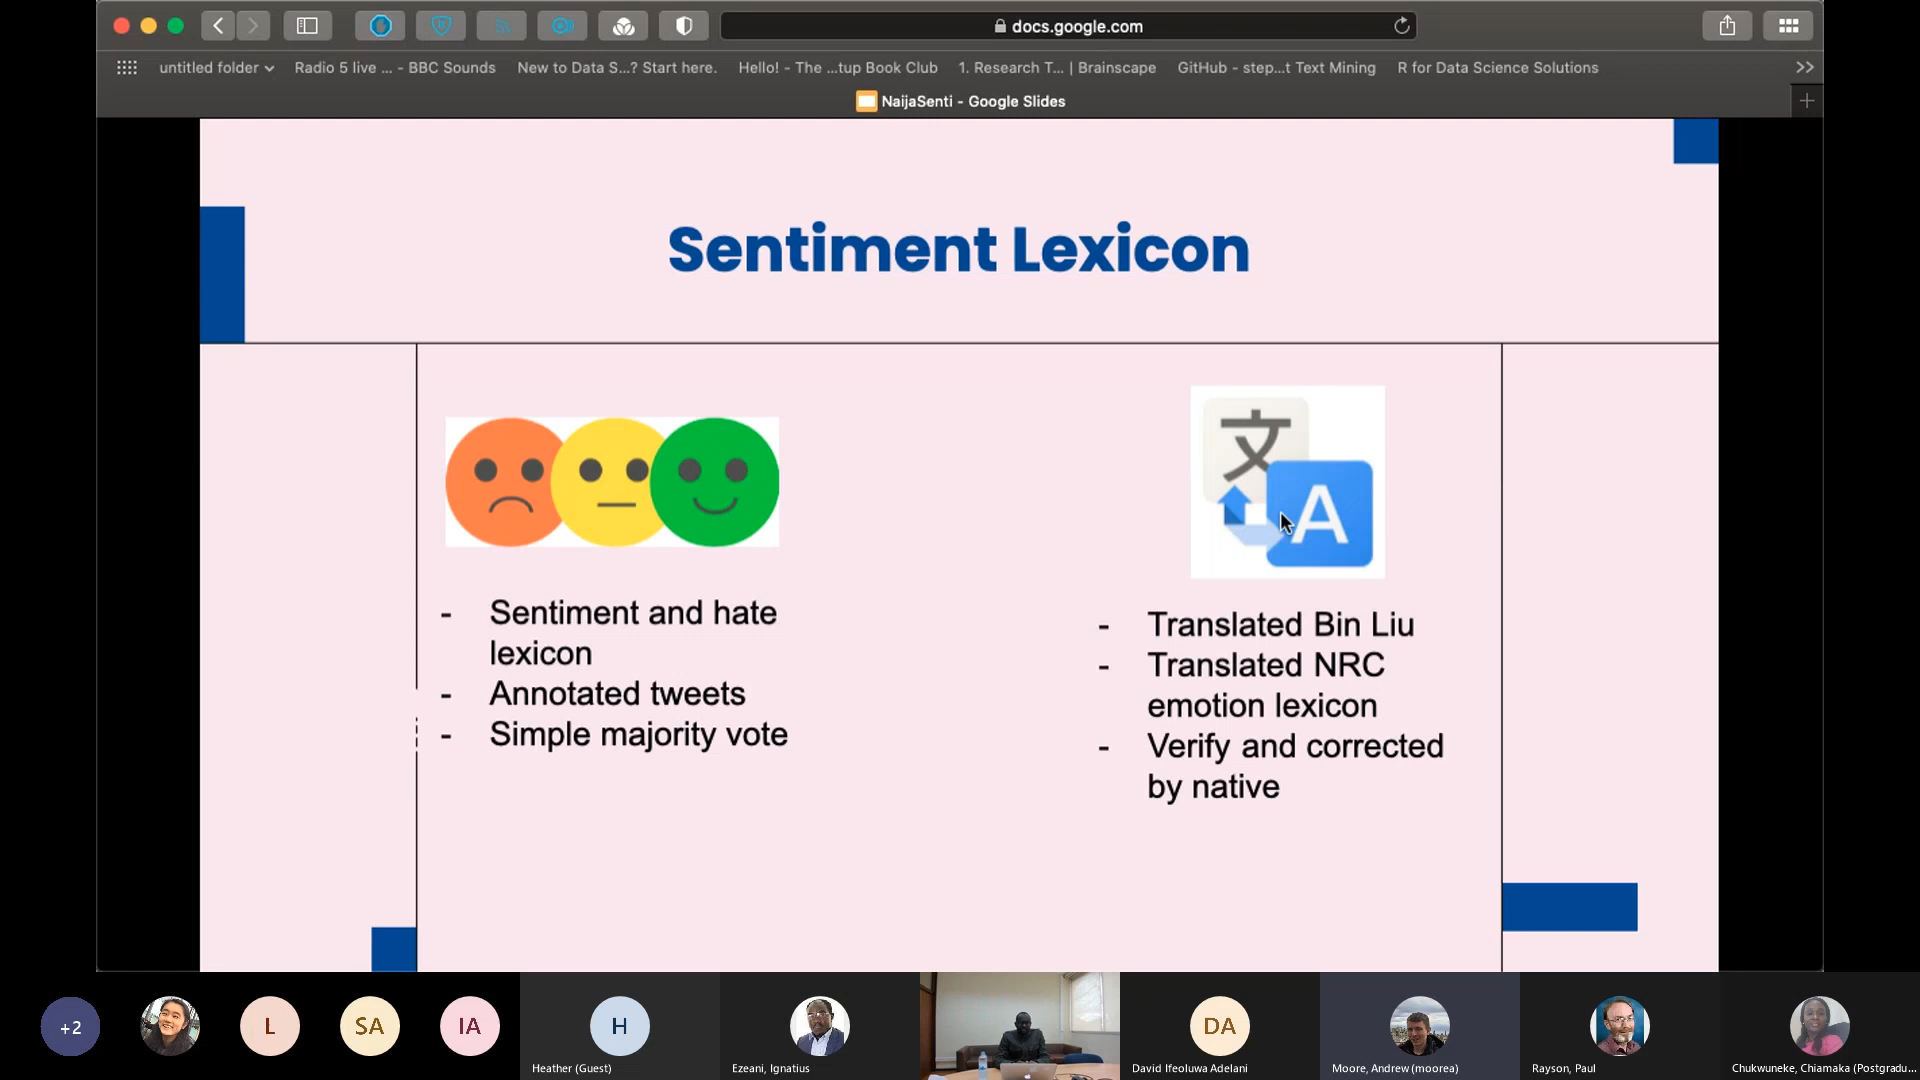 docs.google.com
untitled folder
Radio 5 live ... - BBC Sounds
New to Data S...? Start here.
Hello! - The ...tup Book Club
1. Research T... | Brainscape
GitHub - step...t Text Mining
R for Data Science Solutions
NaijaSenti - Google Slides
Sentiment Lexicon
文
A
- Sentiment and hate
lexicon
- Annotated tweets
- Simple majority vote
- Translated Bin Liu
- Translated NRC
emotion lexicon
- Verify and corrected
by native
+2
L
SA
IA
H
DA
Heather (Guest)
Ezeani, Ignatius
David Ifeoluwa Adelani
Moore, Andrew (moorea)
Rayson, Paul
Chukwuneke, Chiamaka (Postgradu...